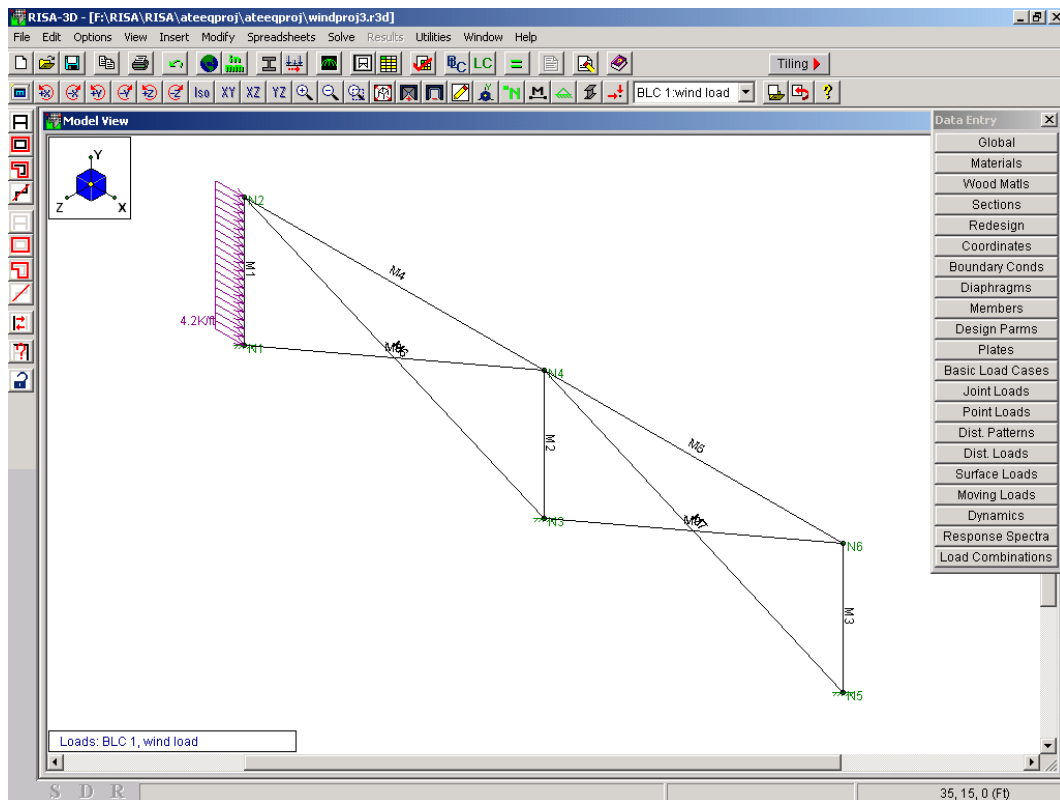 RISA-3D - [F:\RISA\RISA\ateeqproj\ateeqproj\windproj3.r3d]
File Edit Options View Insert Modify Spreadsheets Solve Results Utilities Window Help
BC LC = Tiling
Iso XY XZ YZ N M BLC 1:wind load ?
Model View
Data Entry
Global
Materials
Wood Matls
Sections
Redesign
Coordinates
Boundary Conds
Diaphragms
Members
Design Parms
Plates
Basic Load Cases
Joint Loads
Point Loads
Dist. Patterns
Dist. Loads
Surface Loads
Moving Loads
Dynamics
Response Spectra
Load Combinations
Y
Z X
N2
M1
M4
4.2K/ft
N1
N4
M2
M6
N3
N6
M3
N5
Loads: BLC 1, wind load
S D R
35, 15, 0 (Ft)